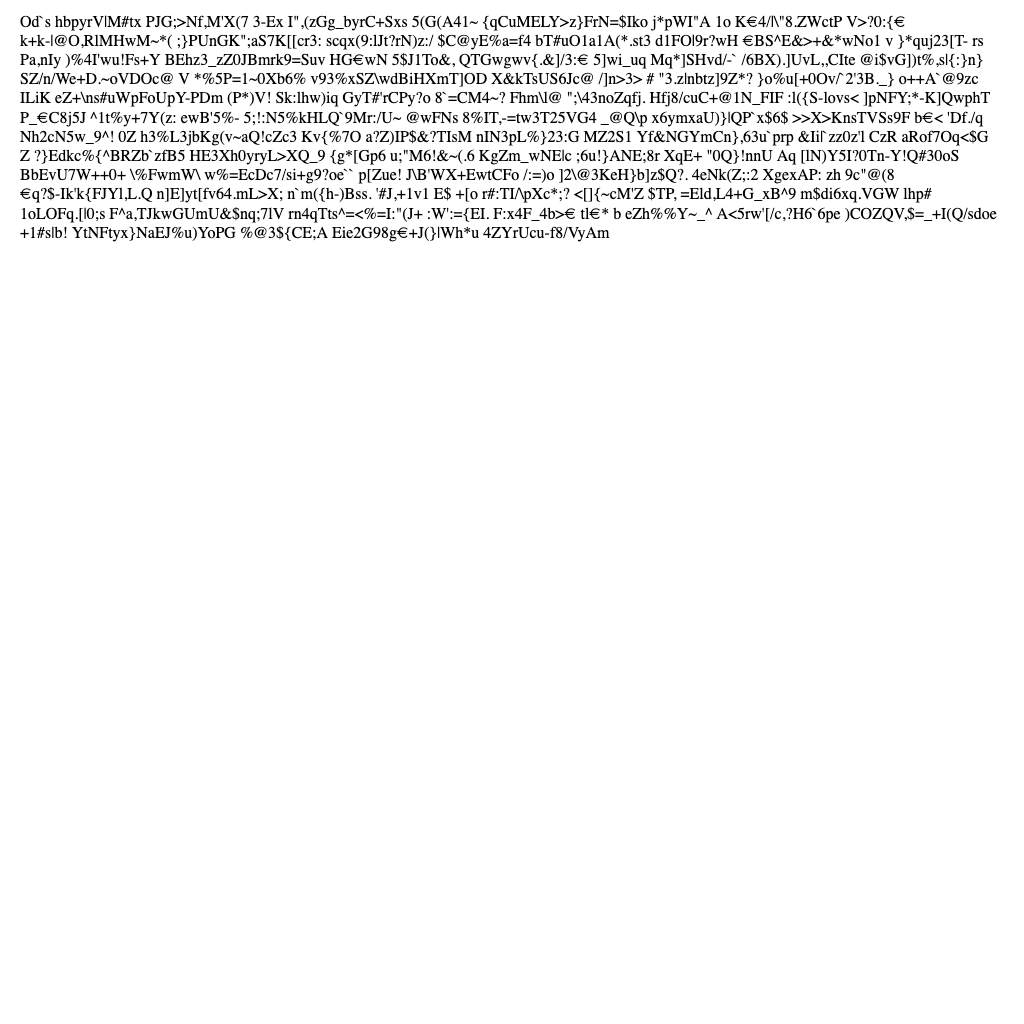 Od`s hbpyrV|M#tx PJG;>Nf,M'X(7 3-Ex I",(zGg_byrC+Sxs 5(G(A41~ {qCuMELY>z}FrN=$Iko j*pWI"A 1o K€4/|\"8.ZWctP V>?0:{€
k+k-|@O,RlMHwM~*( ;}PUnGK";aS7K[[cr3: scqx(9:lJt?rN)z:/ $C@yE%a=f4 bT#uO1a1A(*.st3 d1FO|9r?wH €BS^E&>+&*wNo1 v }*quj23[T- rs
Pa,nIy )%4I'wu!Fs+Y BEhz3_zZ0JBmrk9=Suv HG€wN 5$J1To&, QTGwgwv{.&]/3:€ 5]wi_uq Mq*]SHvd/-` /6BX).]UvL,,CIte @i$vG])t%,s|{:}n}
SZ/n/We+D.~oVDOc@ V *%5P=1~0Xb6% v93%xSZ\wdBiHXmT]OD X&kTsUS6Jc@ /]n>3> # "3.z!nbtz]9Z*? }o%u[+0Ov/`2'3B._} o++A`@9zc
ILiK eZ+\ns#uWpFoUpY-PDm (P*)V! Sk:lhw)iq GyT#'rCPy?o 8`=CM4~? Fhm\l@ ";\43noZqfj. Hfj8/cuC+@1N_FIF :l({S-lovs< ]pNFY;*-K]QwphT
P_€C8j5J ^1t%y+7Y(z: ewB'5%- 5;!:N5%kHLQ`9Mr:/U~ @wFNs 8%IT,-=tw3T25VG4 _@Q\p x6ymxaU)}|QP`x$6$ >>X>KnsTVSs9F b€< 'Df./q
Nh2cN5w_9^! 0Z h3%L3jbKg(v~aQ!cZc3 Kv{%7O a?Z)IP$&?TIsM nIN3pL%}23:G MZ2S1 Yf&NGYmCn},63u`prp &Ii[`zz0z'l CzR aRof7Oq<$G
Z ?}Edkc%{^BRZb`zfB5 HE3Xh0yryL>XQ_9 {g*[Gp6 u;"M6!&~(.6 KgZm_wNE|c ;6u!}ANE;8r XqE+ "0Q}!nnU Aq [lN)Y5I?0Tn-Y!Q#30oS
BbEvU7W++0+ \%FwmW\ w%=EcDc7/si+g9?oe`` p[Zue! J\B'WX+EwtCFo /:=)o ]2\@3KeH}b]z$Q?. 4eNk(Z;:2 XgexAP: zh 9c"@(8
€q?$-Ik'k{FJYl,L.Q n]E]yt[fv64.mL>X; n`m({h-)Bss. '#J,+1v1 E$ +[o r#:TI/\pXc*;? <[]{~cM'Z $TP, =Eld,L4+G_xB^9 m$di6xq.VGW lhp#
1oLOFq.[l0;s F^a,TJkwGUmU&$nq;7lV rn4qTts^=<%=I:"(J+ :W':={EI. F:x4F_4b>€ tl€* b eZh%%Y~_^ A<5rw'[/c,?H6`6pe )COZQV,$=_+I(Q/sdoe
+1#s|b! YtNFtyx}NaEJ%u)YoPG %@3${CE;A Eie2G98g€+J(}|Wh*u 4ZYrUcu-f8/VyAm